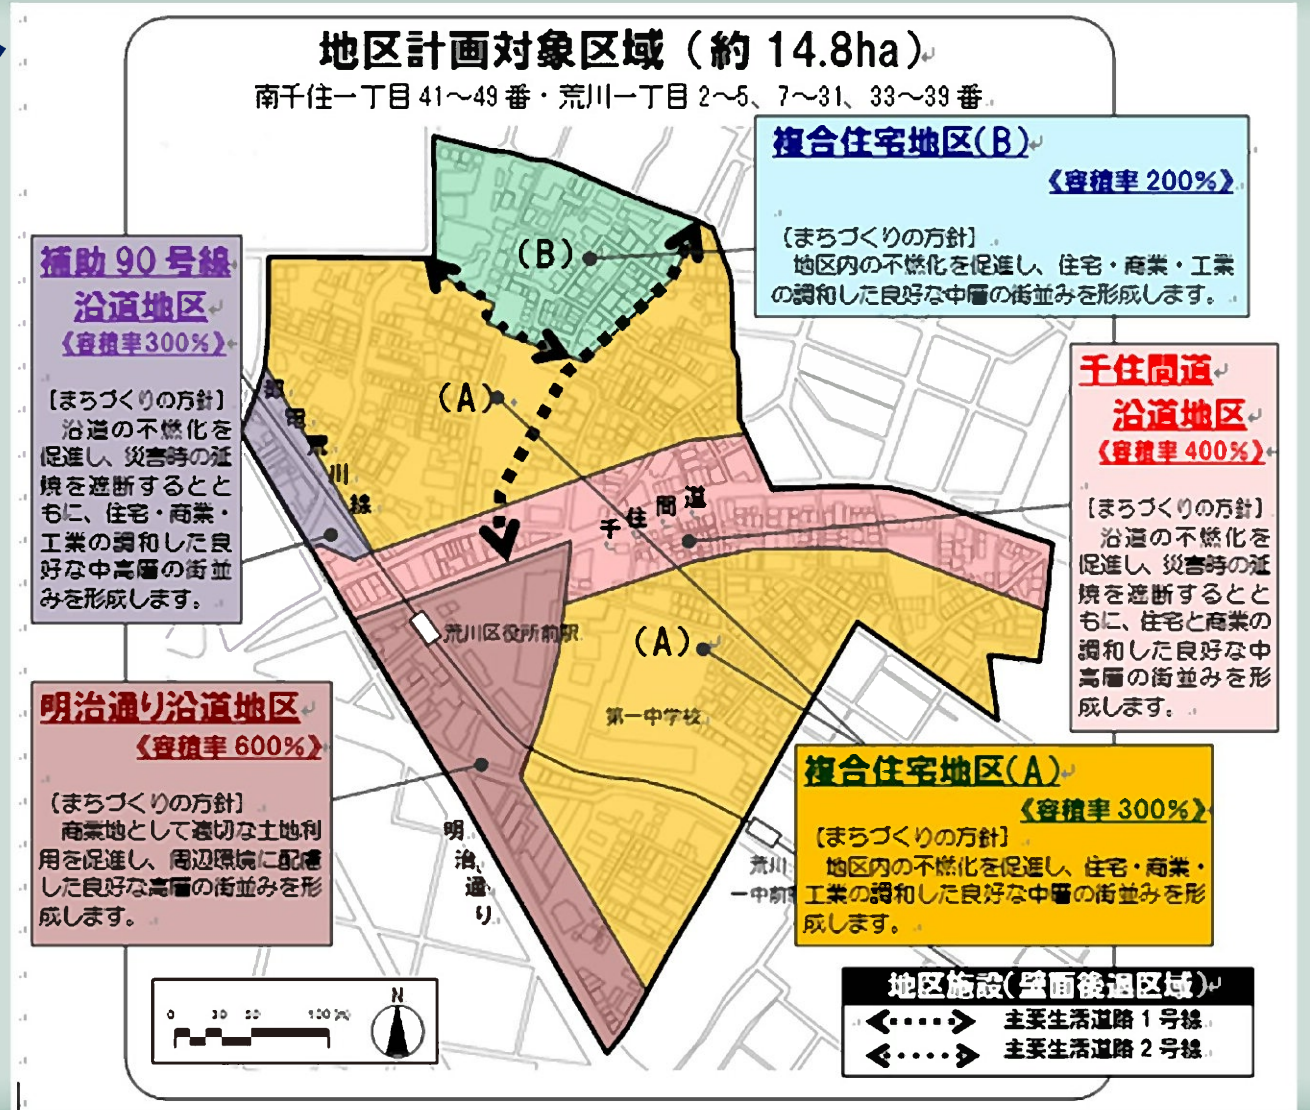 地区計画対象区域（約 14.8ha）
南千住一丁目 41～49 番・荒川一丁目 2～5、7～31、33～39 番
複合住宅地区(B)
《容積率 200%》
［まちづくりの方針］
地区内の不燃化を促進し、住宅・商業・工業
の調和した良好な中層の街並みを形成します。
補助 90 号線
沿道地区
《容積率300%》
［まちづくりの方針］
沿道の不燃化を
促進し、災害時の延
焼を遮断するとと
もに、住宅・商業・
工業の調和した良
好な中高層の街並
みを形成します。
千住間道
沿道地区
《容積率 400%》
［まちづくりの方針］
沿道の不燃化を
促進し、災害時の延
焼を遮断するとと
もに、住宅と商業の
調和した良好な中
高層の街並みを形
成します。
(B)
(A)
都電荒川線
千住間道
荒川区役所前駅
(A)
第一中学校
明治通り沿道地区
《容積率 600%》
［まちづくりの方針］
商業地として適切な土地利
用を促進し、周辺環境に配慮
した良好な高層の街並みを形
成します。
明治通り
荒川
一中前
複合住宅地区(A)
《容積率 300%》
［まちづくりの方針］
地区内の不燃化を促進し、住宅・商業・
工業の調和した良好な中層の街並みを形
成します。
地区施設(壁面後退区域)
主要生活道路 1 号線
主要生活道路 2 号線
N
0 30 50 100